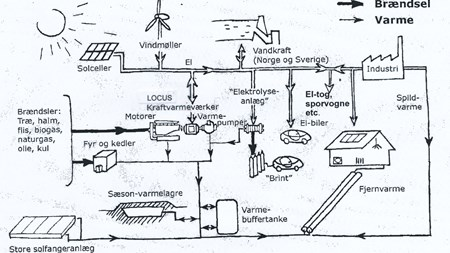 Brændsel
Varme
Vindmøller
Vandkraft
(Norge og Sverige)
Solceller
El
Industri
LOCUS
Kraftvarmeværker
Motorer
Varme-
pumper
"Elektrolyse-
anlæg"
El-tog,
sporvogne
etc.
El-biler
Spild-
varme
Brændsler:
Træ, halm,
flis, biogas,
naturgas,
olie, kul
Fyr og kedler
"Brint"
Fjernvarme
Sæson-varmelagre
Varme-
buffertanke
Store solfangeranlæg